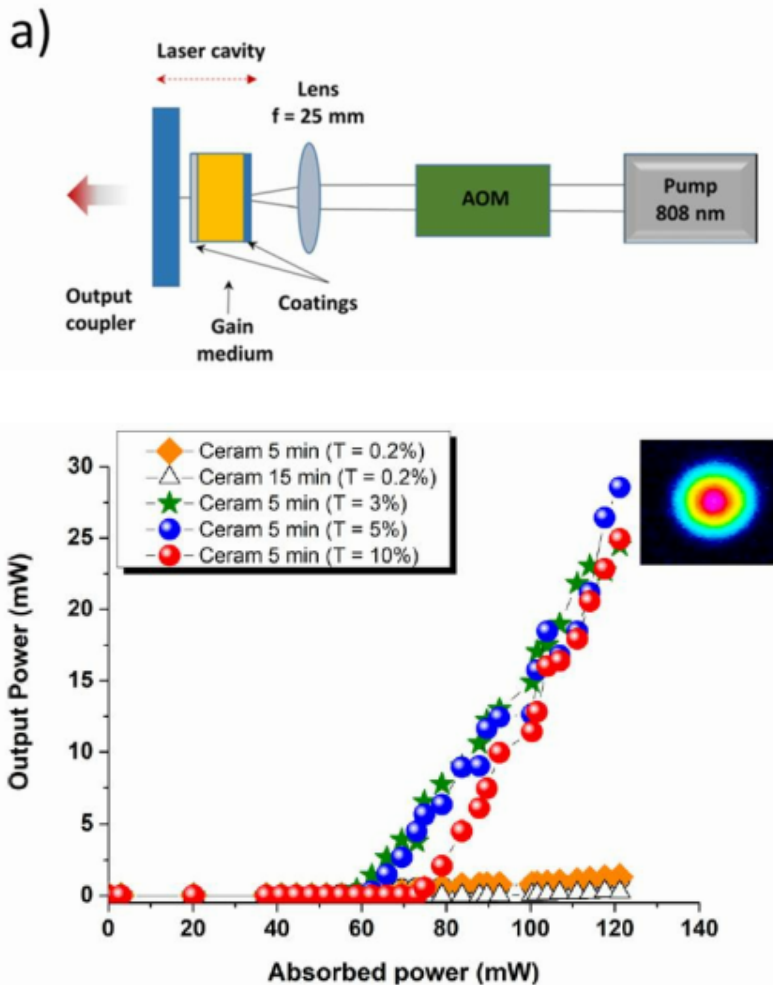 a)
Laser cavity
Lens
f = 25 mm
AOM
Pump
808 nm
Output
coupler
Gain
medium
Coatings
Ceram 5 min (T = 0.2%)
Ceram 15 min (T = 0.2%)
Ceram 5 min (T = 3%)
Ceram 5 min (T = 5%)
Ceram 5 min (T = 10%)
Output Power (mW)
30
25
20
15
10
5
0
0 20 40 60 80 100 120 140
Absorbed power (mW)